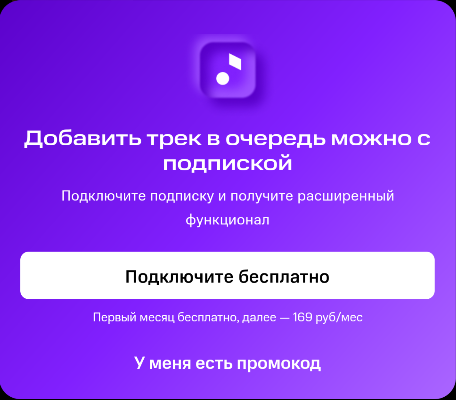 Добавить трек в очередь можно с
подпиской
Подключите подписку и получите расширенный
функционал
Подключите бесплатно
Первый месяц бесплатно, далее — 169 руб/мес
У меня есть промокод